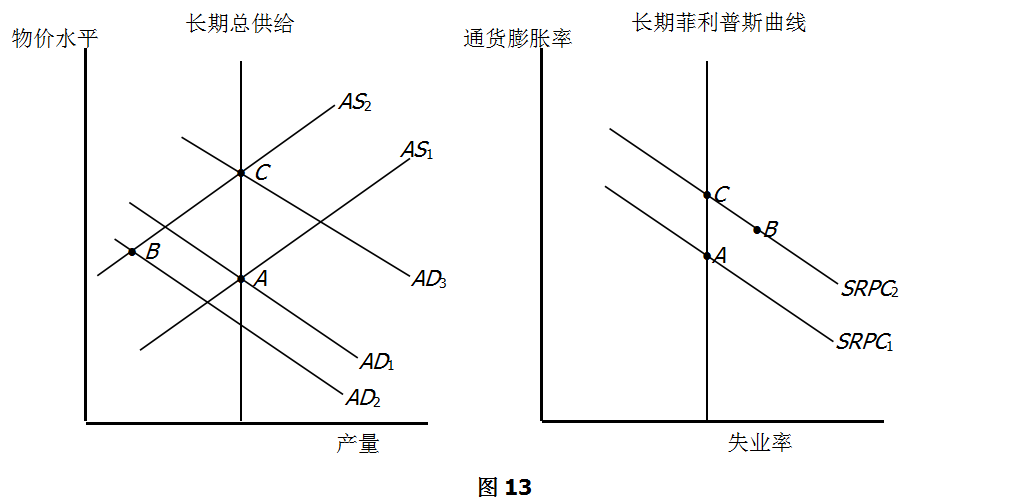 长期总供给
物价水平
AS₂
AS₁
C
B
A
AD₃
AD₁
AD₂
产量
长期菲利普斯曲线
通货膨胀率
C
B
A
SRPC₂
SRPC₁
失业率
图 13